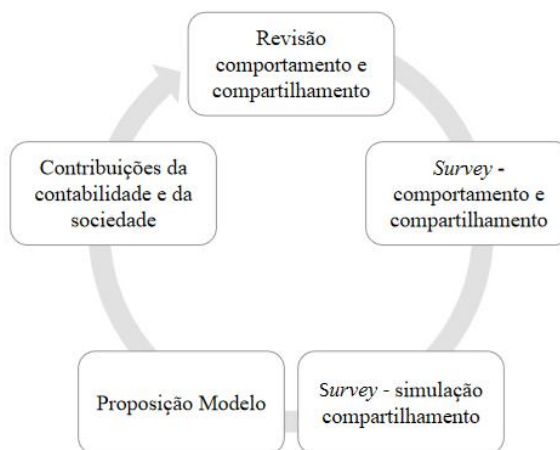 Revisão
comportamento e
compartilhamento
Survey -
comportamento e
compartilhamento
Survey - simulação
compartilhamento
Proposição Modelo
Contribuições da
contabilidade e da
sociedade